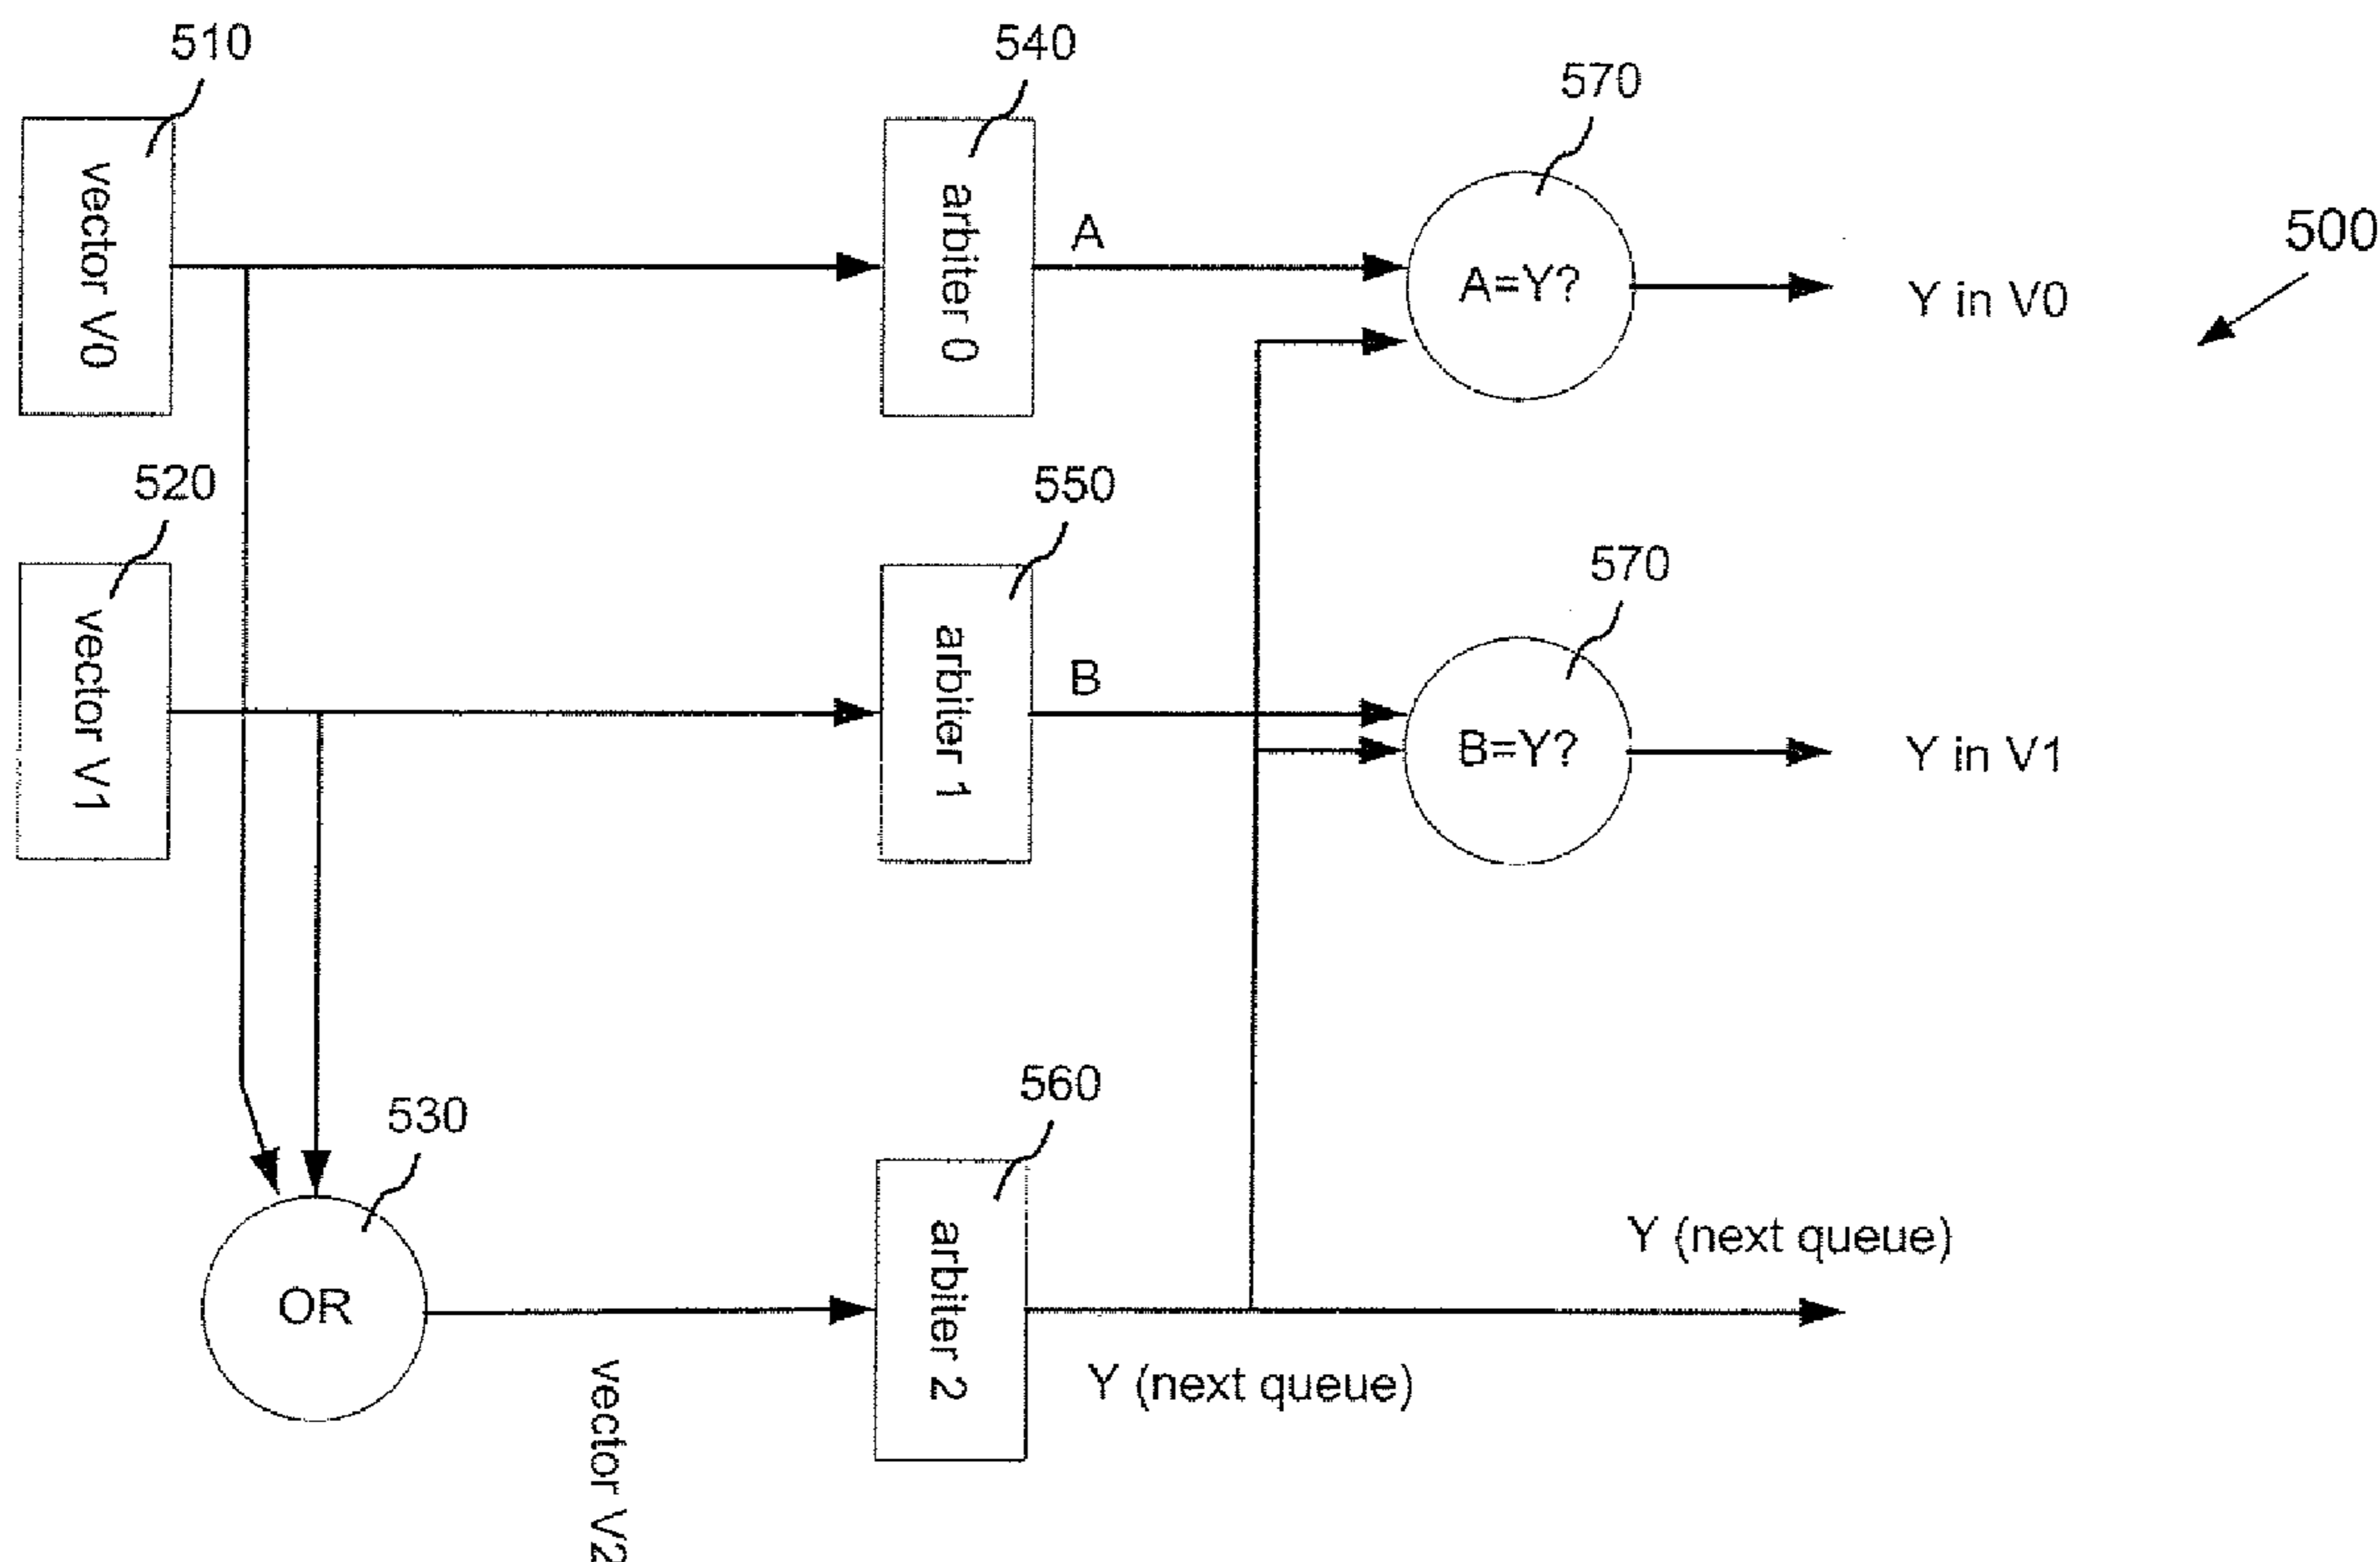 510
540
570
500
vector V0
arbiter 0
A
A=Y?
Y in V0
520
550
570
vector V1
arbiter 1
B
B=Y?
Y in V1
530
560
OR
vector V2
arbiter 2
Y (next queue)
Y (next queue)